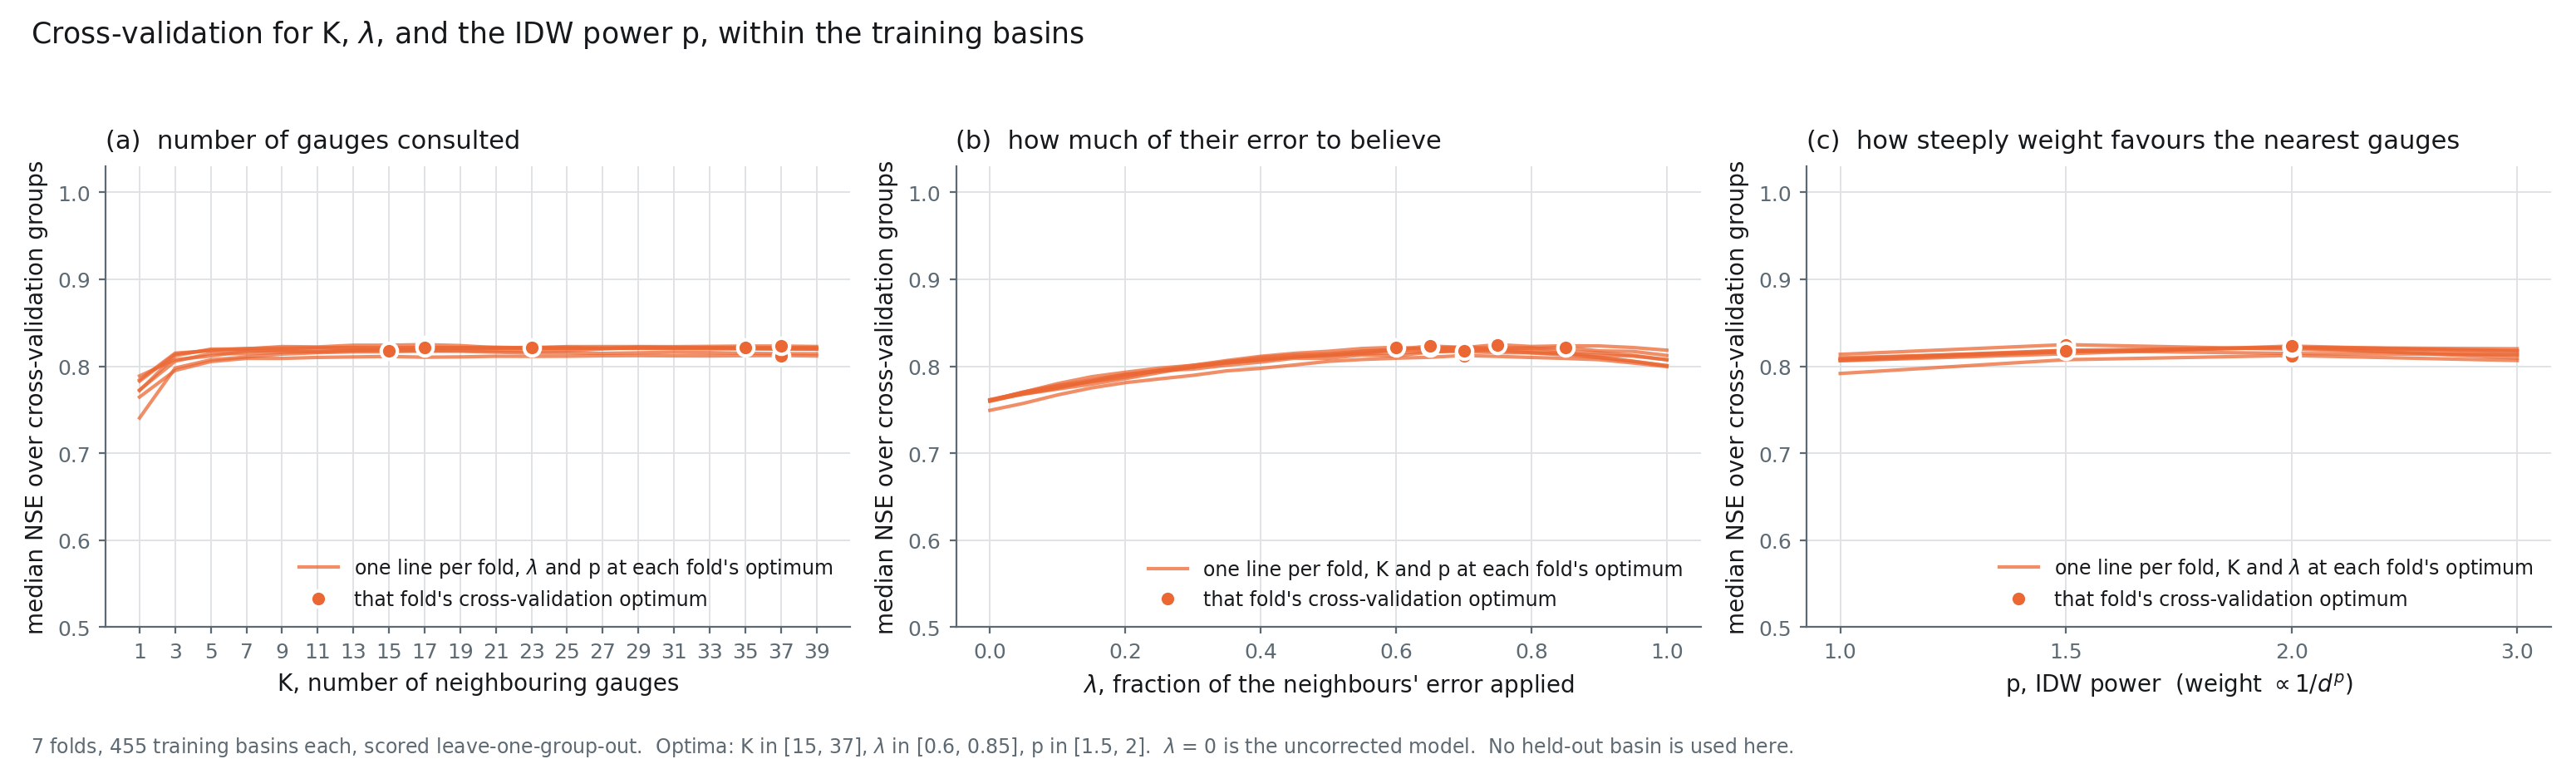 Cross-validation for K, λ, and the IDW power p, within the training basins
(a)  number of gauges consulted
median NSE over cross-validation groups
1.0
0.9
0.8
0.7
0.6
0.5
one line per fold, λ and p at each fold's optimum
that fold's cross-validation optimum
1 3 5 7 9 11 13 15 17 19 21 23 25 27 29 31 33 35 37 39
K, number of neighbouring gauges
(b)  how much of their error to believe
median NSE over cross-validation groups
1.0
0.9
0.8
0.7
0.6
0.5
one line per fold, K and p at each fold's optimum
that fold's cross-validation optimum
0.0 0.2 0.4 0.6 0.8 1.0
λ, fraction of the neighbours' error applied
(c)  how steeply weight favours the nearest gauges
median NSE over cross-validation groups
1.0
0.9
0.8
0.7
0.6
0.5
one line per fold, K and λ at each fold's optimum
that fold's cross-validation optimum
1.0 1.5 2.0 3.0
p, IDW power  (weight ∝ 1/d^p)
7 folds, 455 training basins each, scored leave-one-group-out.  Optima: K in [15, 37], λ in [0.6, 0.85], p in [1.5, 2].  λ = 0 is the uncorrected model.  No held-out basin is used here.